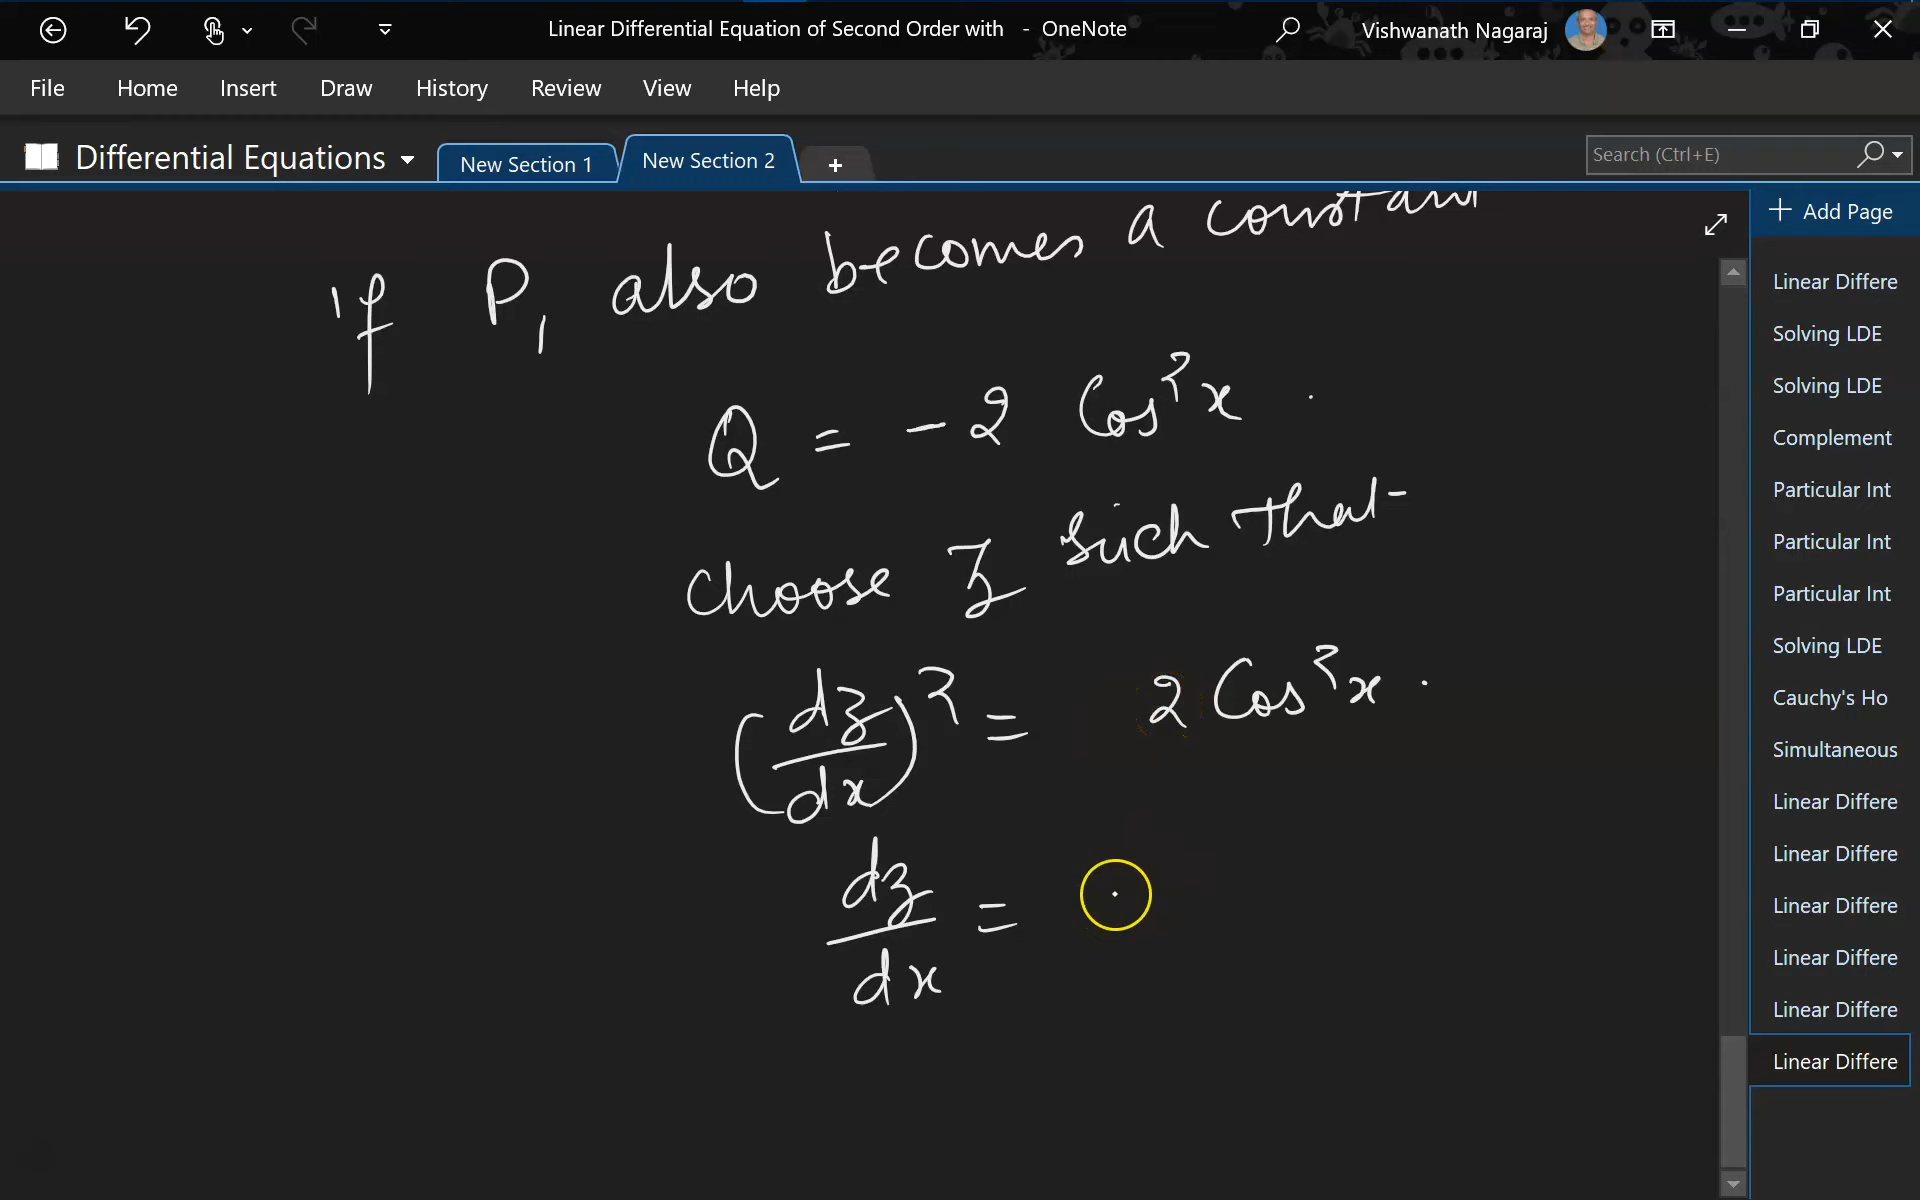 Linear Differential Equation of Second Order with - OneNote
Vishwanath Nagaraj
File Home Insert Draw History Review View Help
Differential Equations
New Section 1
New Section 2
+
Search (Ctrl+E)
if P₁ also becomes a constant
Q = -2 Cos²x .
choose z such that
(dz/dx)² = 2 Cos²x .
dz/dx =
+ Add Page
Linear Differe
Solving LDE
Solving LDE
Complement
Particular Int
Particular Int
Particular Int
Solving LDE
Cauchy's Ho
Simultaneous
Linear Differe
Linear Differe
Linear Differe
Linear Differe
Linear Differe
Linear Differe